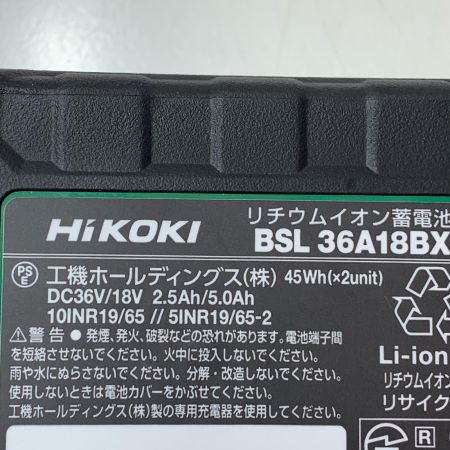 HiKOKI
リチウムイオン蓄電池
BSL 36A18BX
PSE 工機ホールディングス(株) 45Wh(×2unit)
DC36V/18V 2.5Ah/5.0Ah
10INR19/65 // 5INR19/65-2
⚠警告 ● 発煙、発火、破裂などの恐れがあります。電池端子間
を短絡させないでください。火中に投入しないでください。
雨や水にぬらさないでください。分解・改造しないでください。
使用しないときは電池カバーをかぶせてください。
工機ホールディングス(株)製の専用充電器を使用してください。
Li-ion
リチウムイオン
リサイク
R